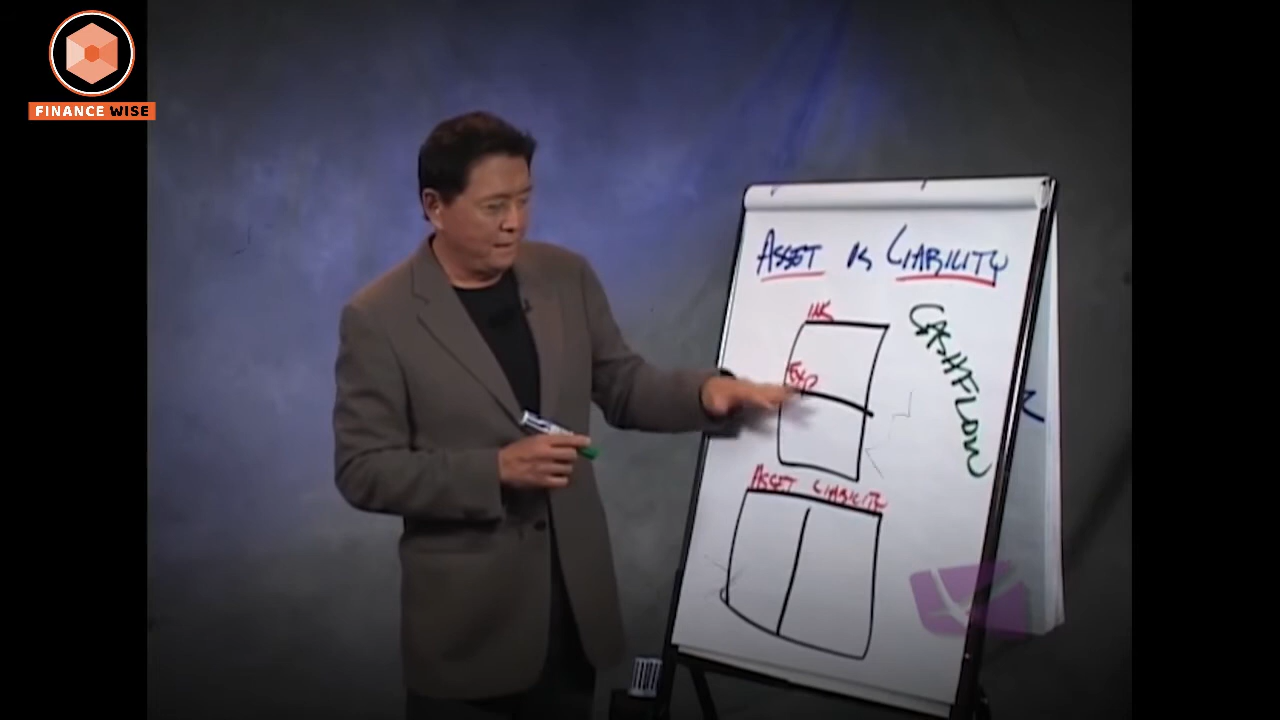 FINANCE WISE
ASSET vs LIABILITY
INC
CASHFLOW
EXP
ASSET LIABILITY